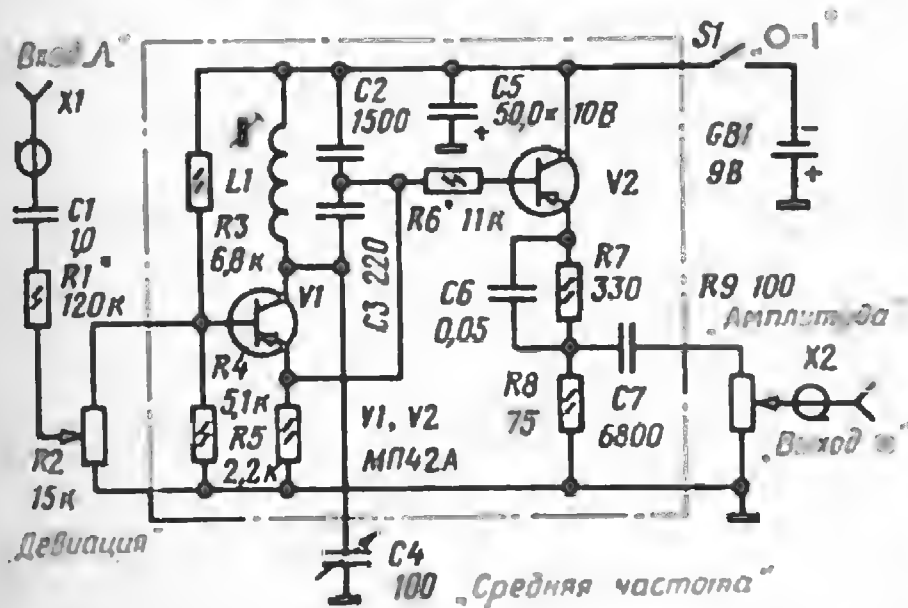 X1
C1
1,0
R1*
120к
R2
15к
„Девиация"
R3
6,8к
L1
C2
1500
C3 220
C5
50,0× 10В
S1
„О-I"
GB1
9В
R6* 11к
V2
V1
R4
5,1к
R5
2,2к
V1, V2
МП42А
C6
0,05
R7
330
R8
75
C7
6800
R9 100
„Амплитуда"
X2
„Выход
C4
100 „Средняя частота"